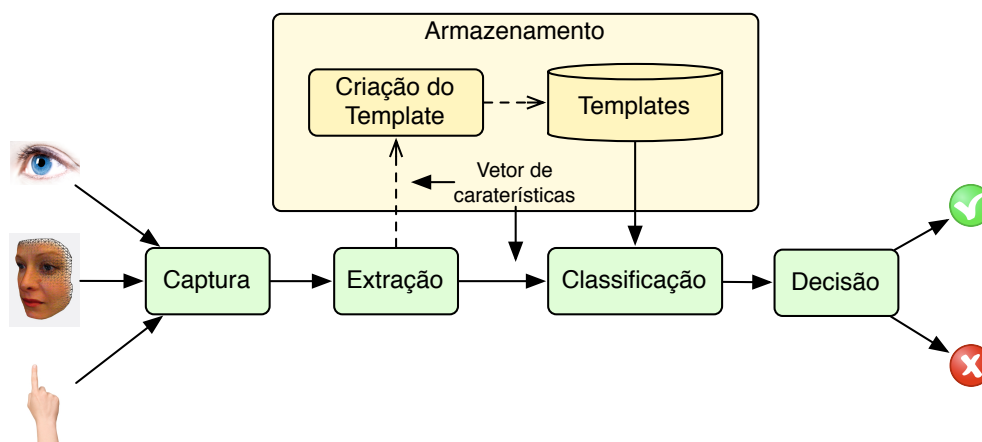 Armazenamento
Criação do
Template
Templates
Vetor de
caraterísticas
Captura
Extração
Classificação
Decisão